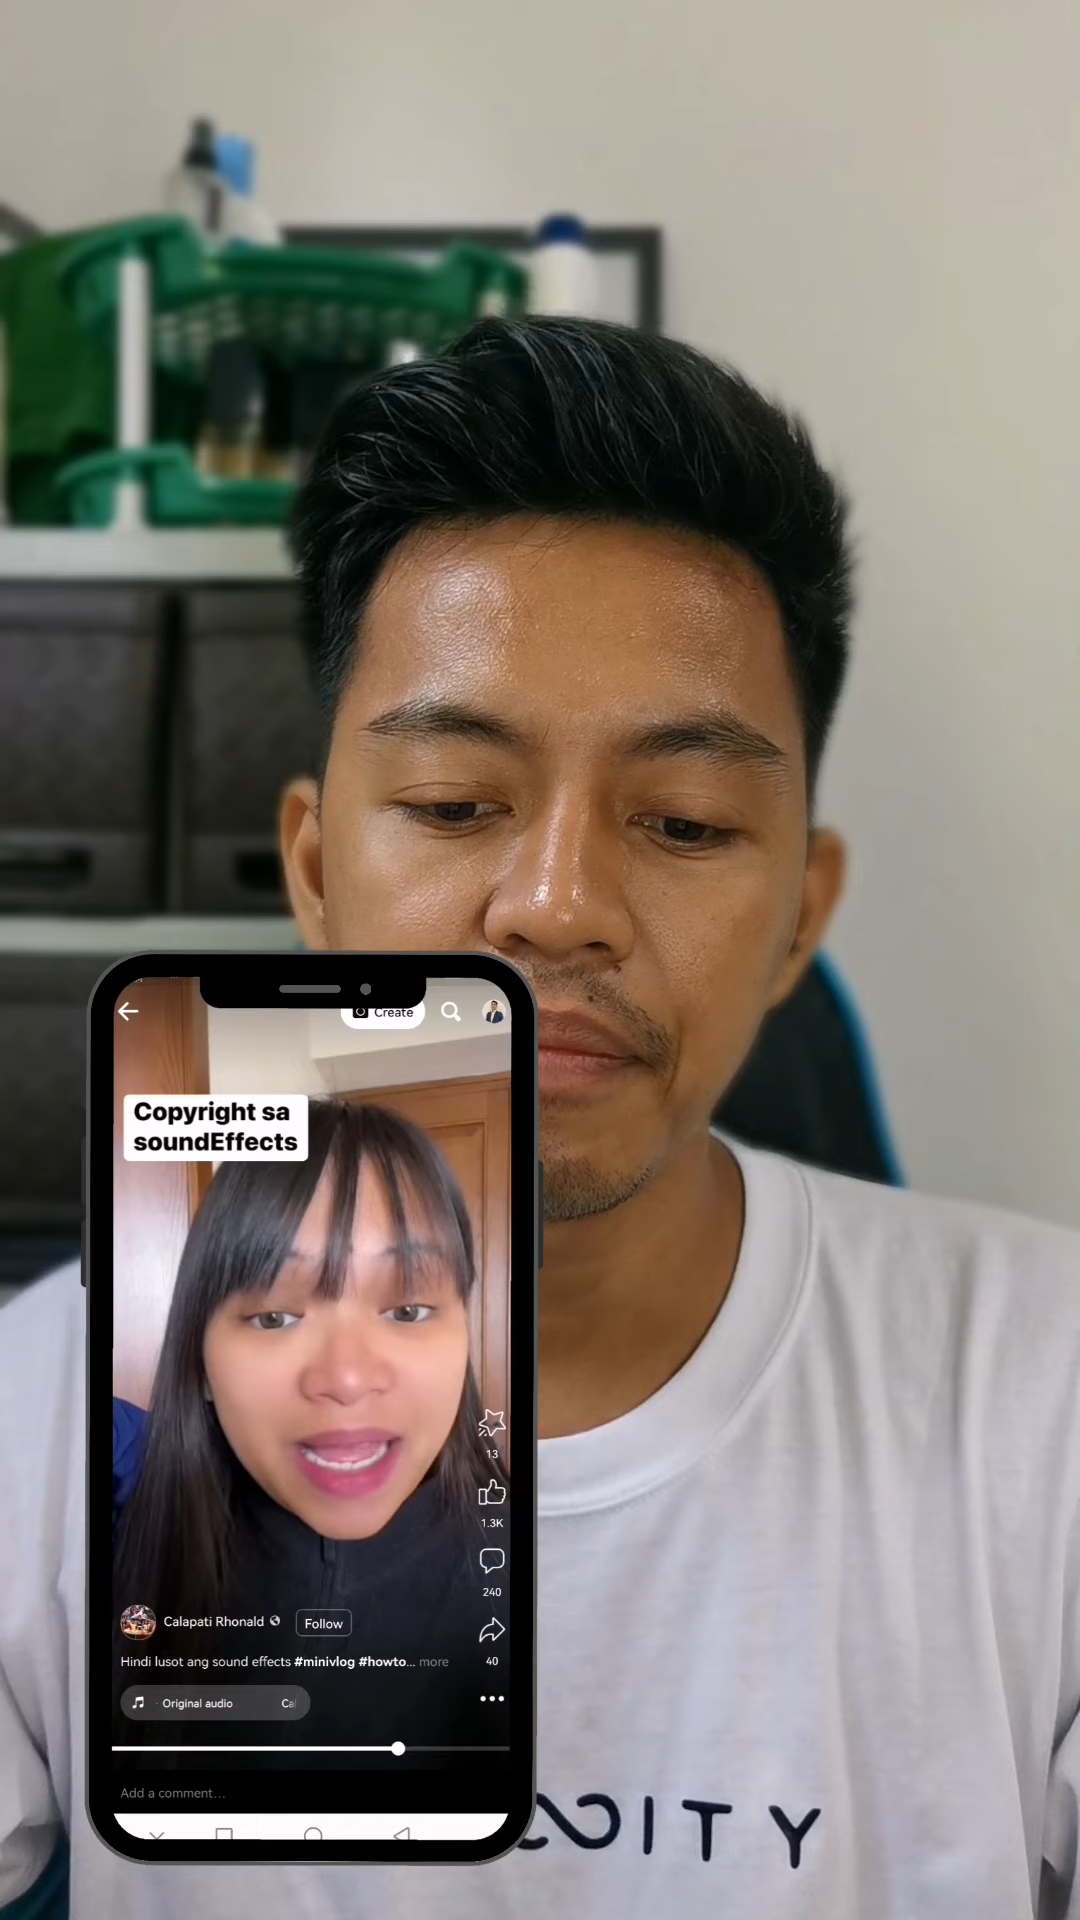 Create
Copyright sa
soundEffects
13
1.3K
240
40
Calapati Rhonald
Follow
Hindi lusot ang sound effects #minivlog #howto... more
Original audio
Add a comment...